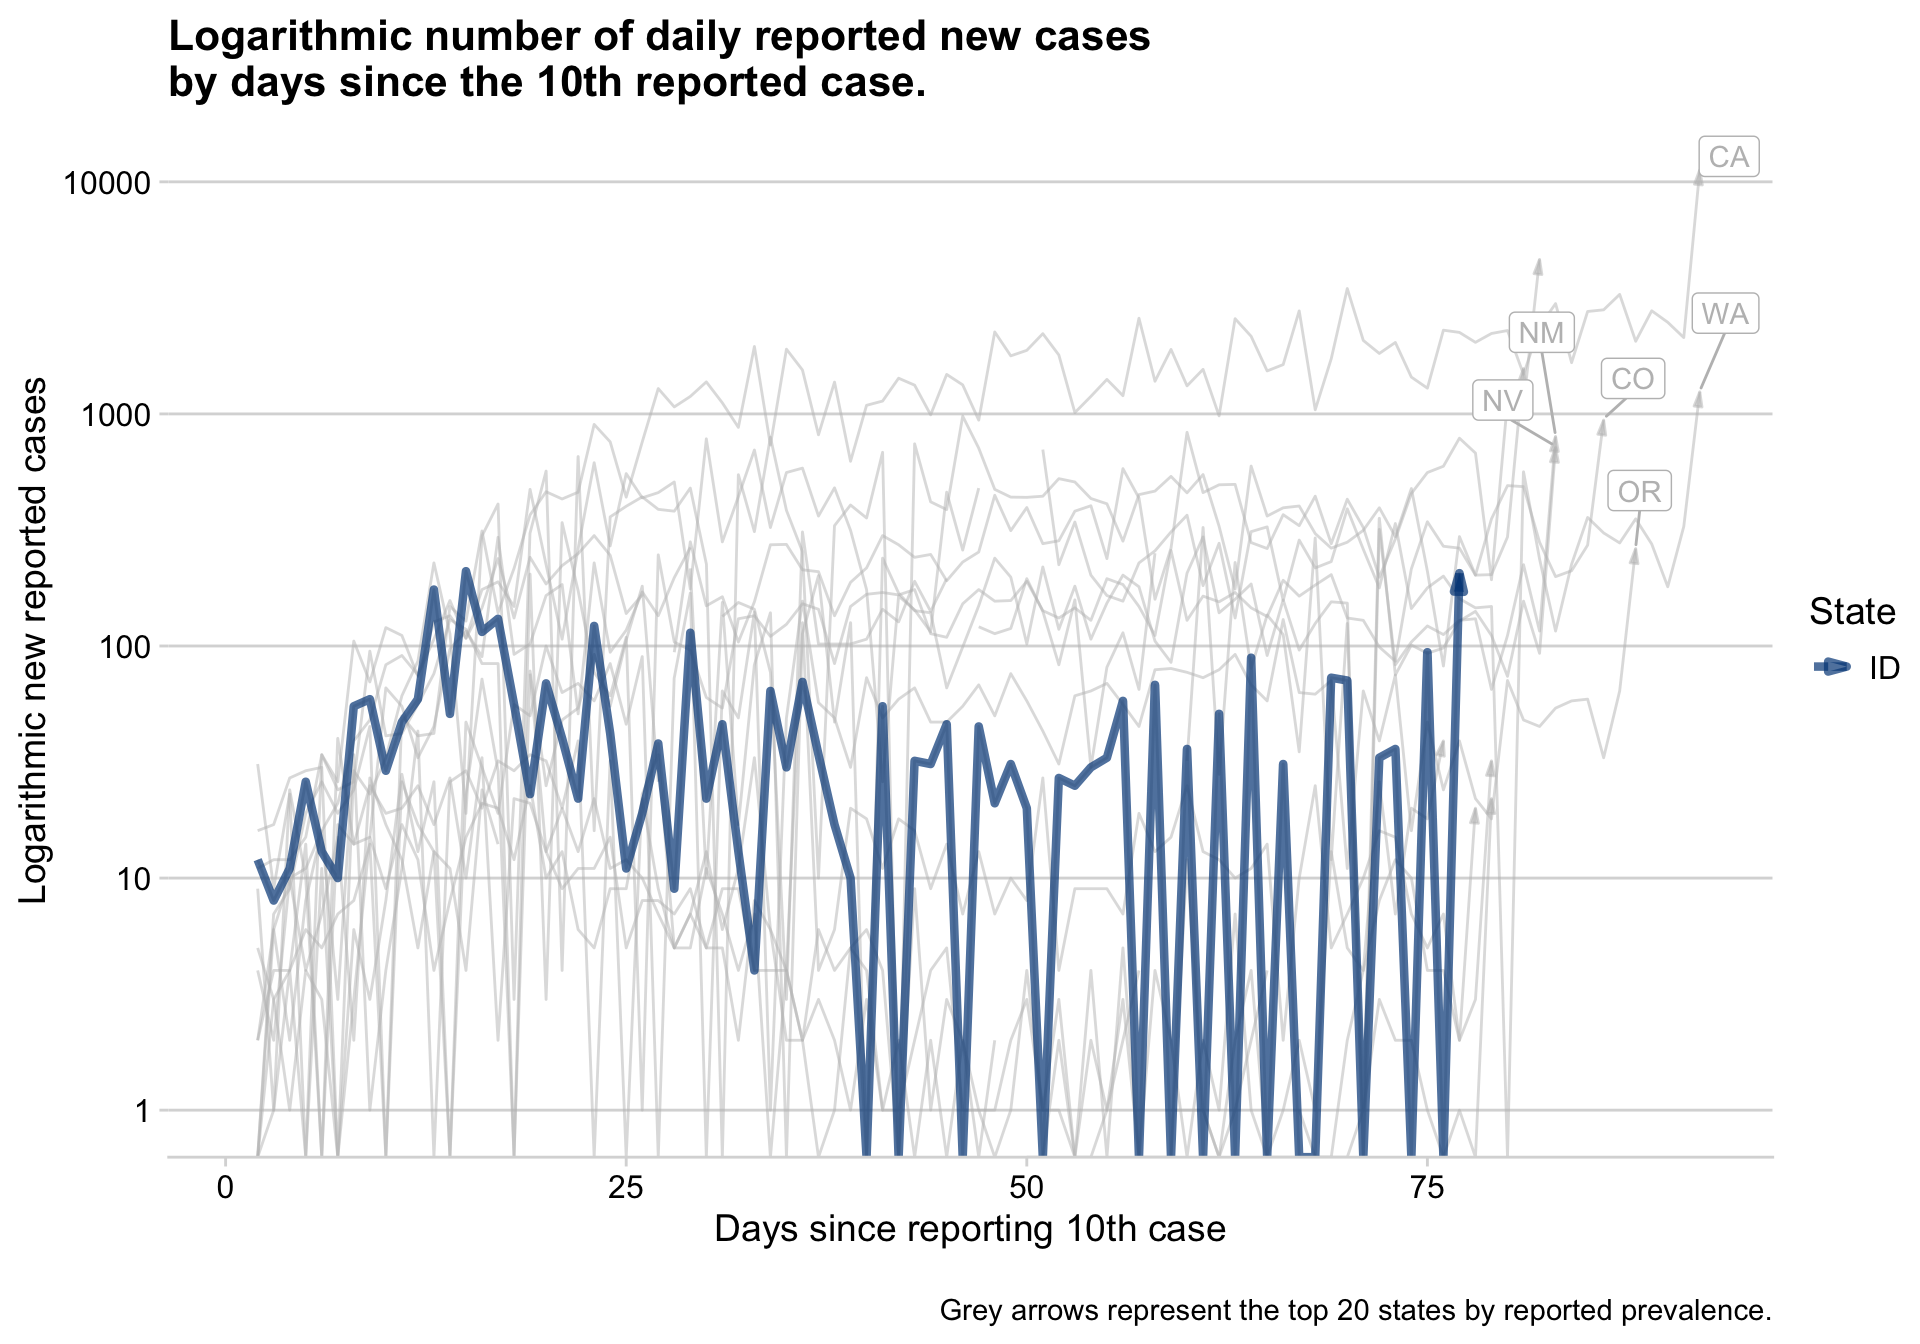 Logarithmic number of daily reported new cases
by days since the 10th reported case.
Logarithmic new reported cases
10000
1000
100
10
1
CA
WA
NM
CO
NV
OR
State
ID
0
25
50
75
Days since reporting 10th case
Grey arrows represent the top 20 states by reported prevalence.